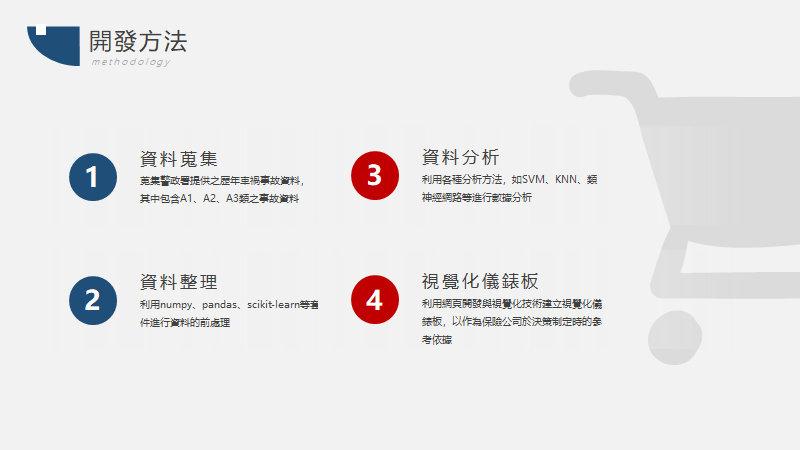 開發方法
methodology
1
資料蒐集
蒐集警政署提供之歷年車禍事故資料，
其中包含A1、A2、A3類之事故資料
2
資料整理
利用numpy、pandas、scikit-learn等套
件進行資料的前處理
3
資料分析
利用各種分析方法，如SVM、KNN、類
神經網路等進行數據分析
4
視覺化儀錶板
利用網頁開發與視覺化技術建立視覺化儀
錶板，以作為保險公司於決策制定時的參
考依據